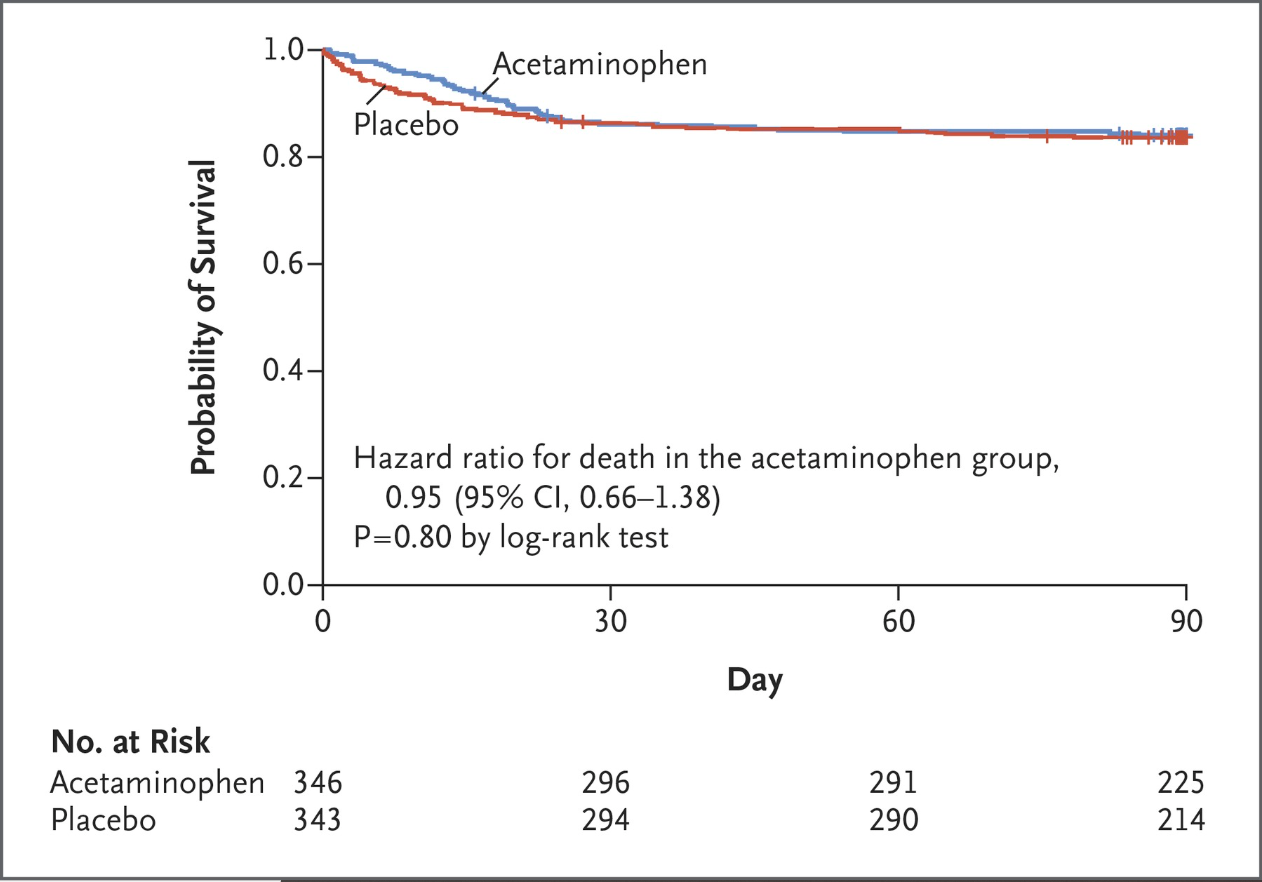 1.0
Acetaminophen
Placebo
0.8
0.6
0.4
0.2
0.0
Probability of Survival
Hazard ratio for death in the acetaminophen group,
0.95 (95% CI, 0.66–1.38)
P=0.80 by log-rank test
0 30 60 90
Day
No. at Risk
Acetaminophen 346 296 291 225
Placebo 343 294 290 214